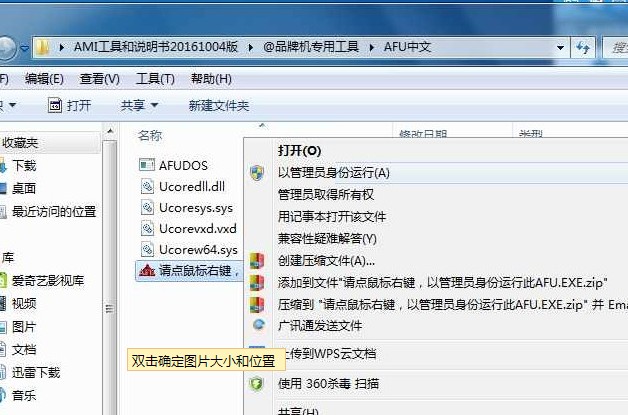 AMI工具和说明书20161004版 @品牌机专用工具 AFU中文
F) 编辑(E) 查看(V) 工具(T) 帮助(H)
打开 共享 新建文件夹
收藏夹
下载
桌面
最近访问的位置
库
爱奇艺影视库
视频
图片
文档
迅雷下载
音乐
名称 修改日期 类型
AFUDOS
Ucoredll.dll
Ucoresys.sys
Ucorevxd.vxd
Ucorew64.sys
请点鼠标右键,
打开(O)
以管理员身份运行(A)
管理员取得所有权
用记事本打开该文件
兼容性疑难解答(Y)
创建压缩文件(A)...
添加到文件"请点鼠标右键，以管理员身份运行此AFU.EXE.zip"
压缩到 "请点鼠标右键，以管理员身份运行此AFU.EXE.zip" 并 Ema
广讯通发送文件
上传到WPS云文档
使用 360杀毒 扫描
共享(H)
双击确定图片大小和位置